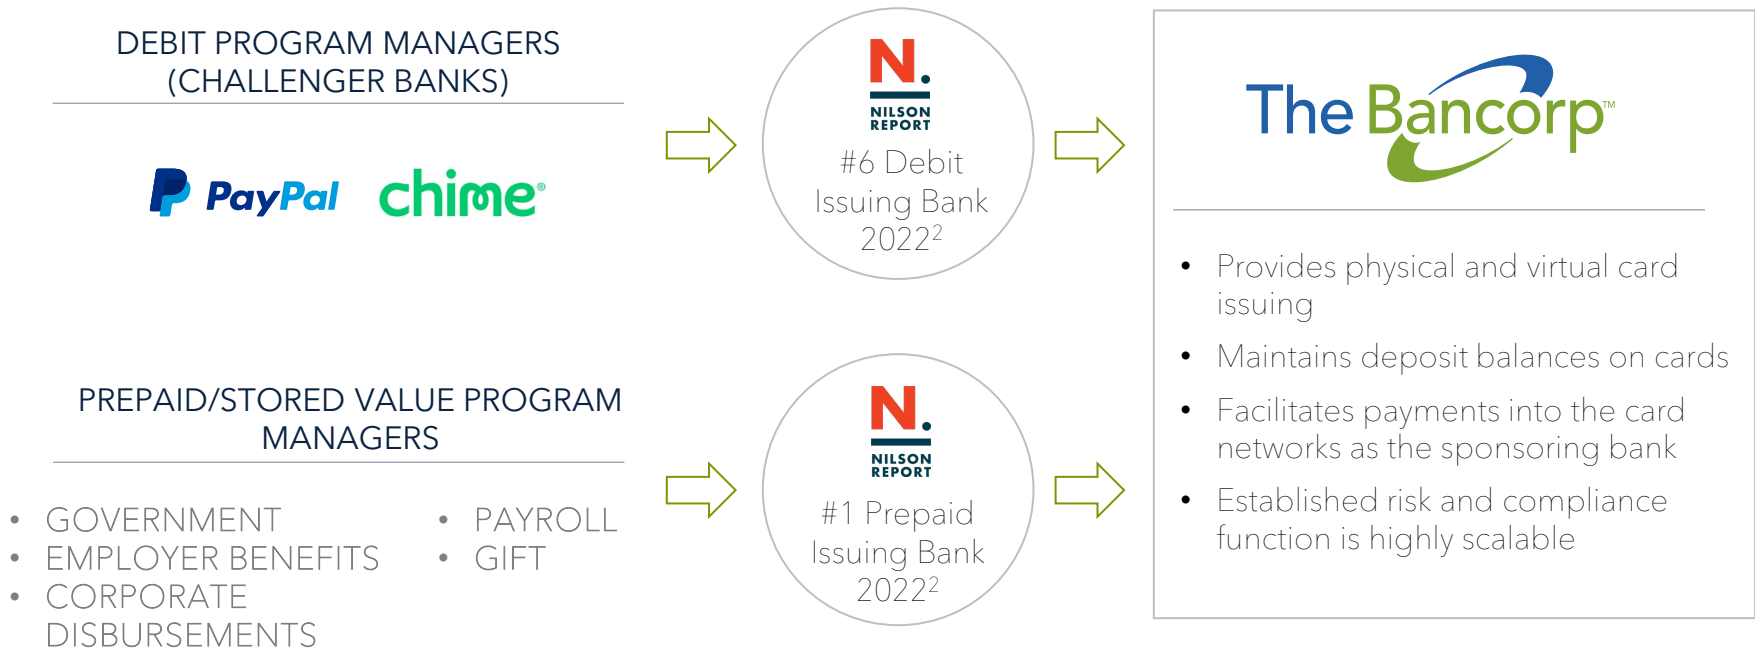 DEBIT PROGRAM MANAGERS
(CHALLENGER BANKS)
PayPal
chime®
N.
NILSON
REPORT
#6 Debit
Issuing Bank
2022²
PREPAID/STORED VALUE PROGRAM
MANAGERS
• GOVERNMENT
• EMPLOYER BENEFITS
• CORPORATE
DISBURSEMENTS
• PAYROLL
• GIFT
N.
NILSON
REPORT
#1 Prepaid
Issuing Bank
2022²
The Bancorp™
• Provides physical and virtual card
issuing
• Maintains deposit balances on cards
• Facilitates payments into the card
networks as the sponsoring bank
• Established risk and compliance
function is highly scalable